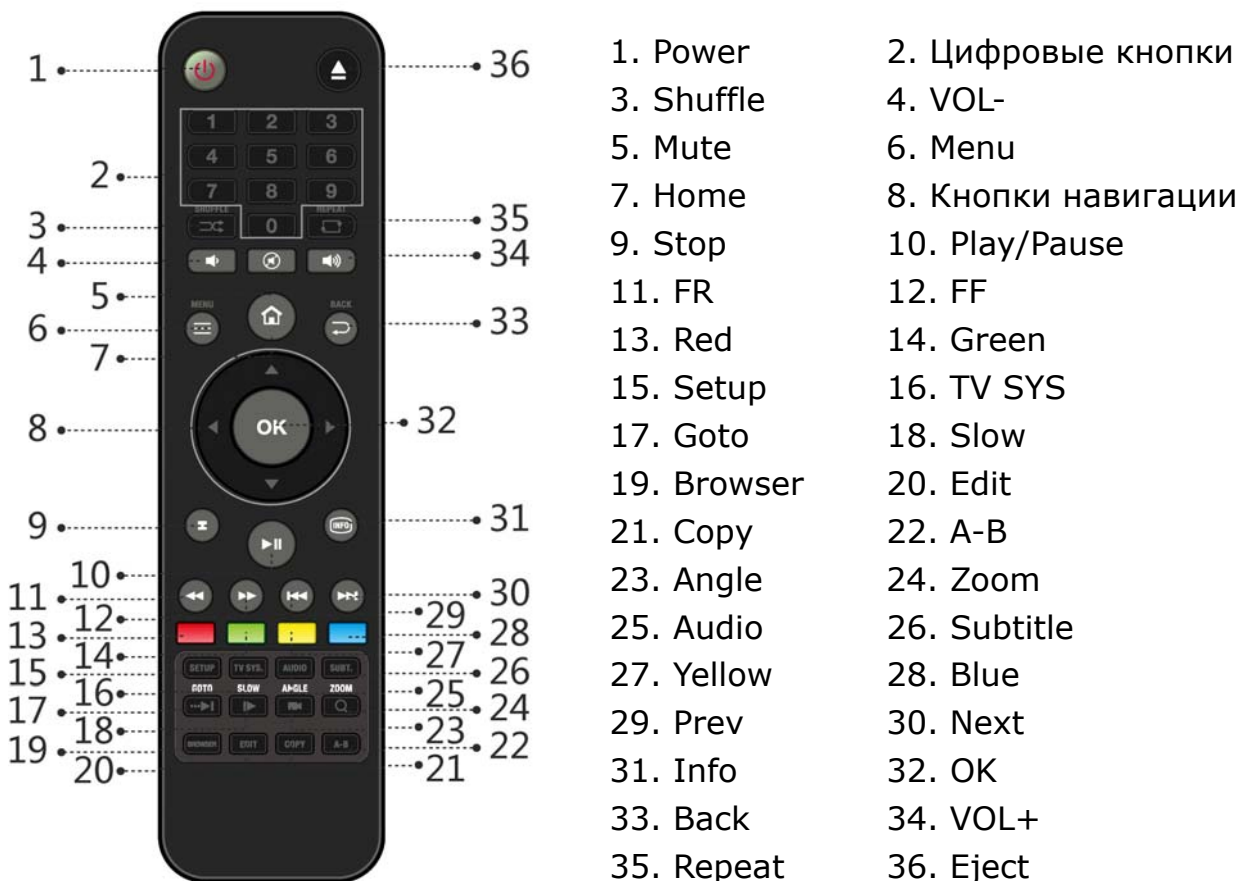 1
36
1 2 3
4 5 6
2
7 8 9
SHUFFLE REPEAT
3
0
35
4
34
5
MENU BACK
6
33
7
8
OK
32
9
INFO
31
10
11
30
12
29
13
28
14
27
15
SETUP TV SYS. AUDIO SUBT.
26
16
GOTO SLOW ANGLE ZOOM
25
17
24
18
23
19
BROWSER EDIT COPY A-B
22
20
21
1. Power 2. Цифровые кнопки
3. Shuffle 4. VOL-
5. Mute 6. Menu
7. Home 8. Кнопки навигации
9. Stop 10. Play/Pause
11. FR 12. FF
13. Red 14. Green
15. Setup 16. TV SYS
17. Goto 18. Slow
19. Browser 20. Edit
21. Copy 22. A-B
23. Angle 24. Zoom
25. Audio 26. Subtitle
27. Yellow 28. Blue
29. Prev 30. Next
31. Info 32. OK
33. Back 34. VOL+
35. Repeat 36. Eject